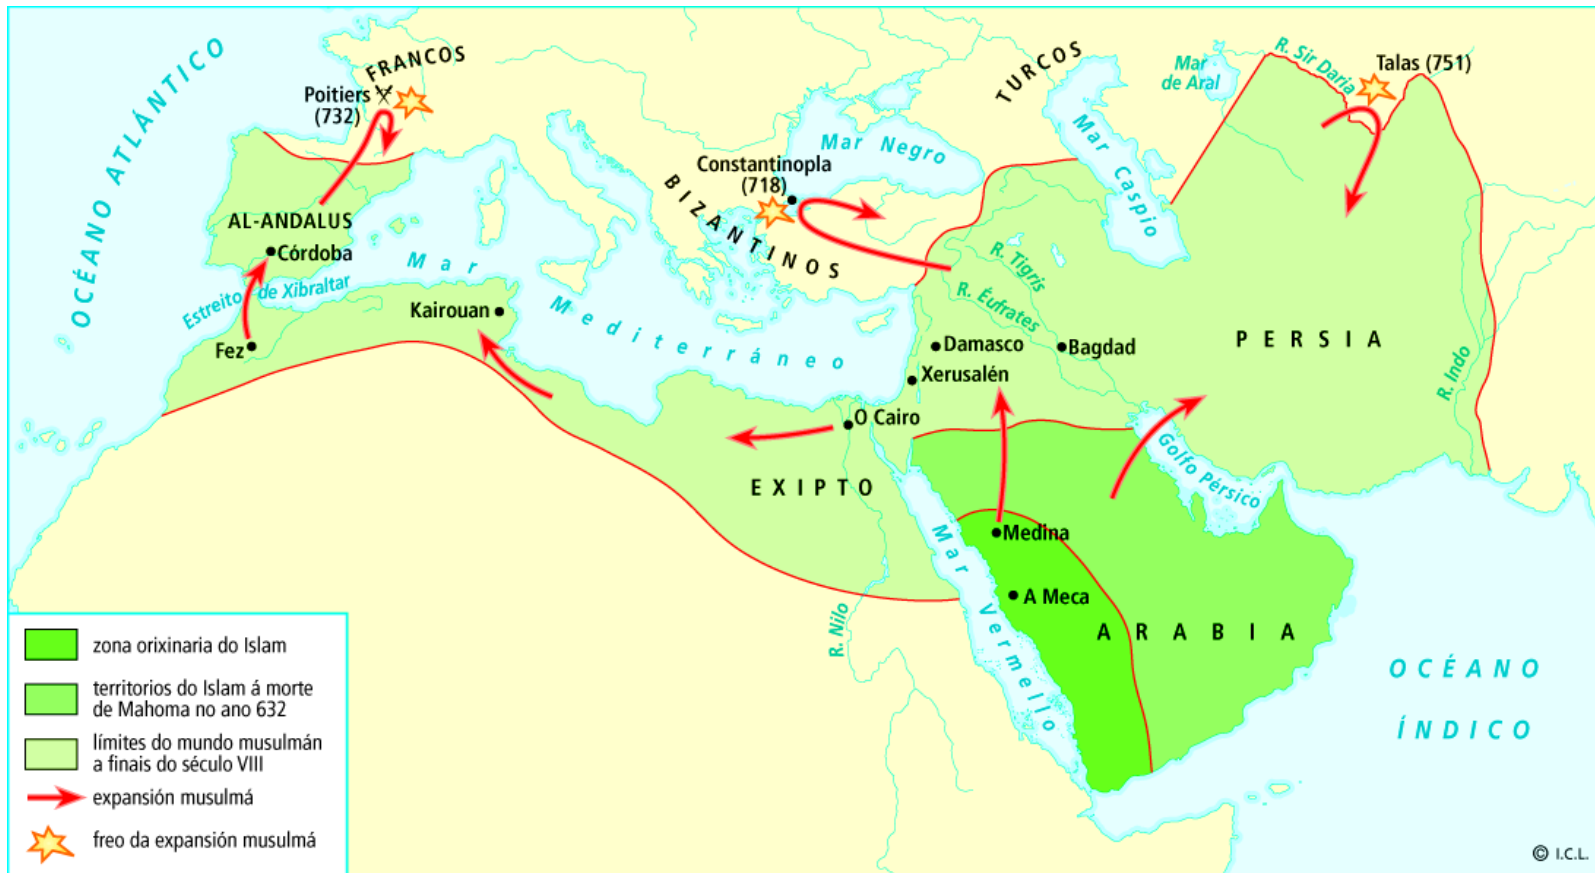 OCÉANO ATLÁNTICO
FRANCOS
Poitiers
(732)
TURCOS
Mar
de Aral
R. Sir Daria
Talas (751)
Mar Negro
Mar Caspio
Constantinopla
(718)
BIZANTINOS
AL-ANDALUS
Córdoba
Estreito de Xibraltar
Mar Mediterráneo
Kairouan
Fez
R. Tigris
R. Éufrates
Damasco
Bagdad
Xerusalén
PERSIA
R. Indo
O Cairo
EXIPTO
Golfo Pérsico
Mar Vermello
Medina
A Meca
ARABIA
R. Nilo
OCÉANO
ÍNDICO
zona orixinaria do Islam
territorios do Islam á morte
de Mahoma no ano 632
límites do mundo musulmán
a finais do século VIII
expansión musulmá
freo da expansión musulmá
© I.C.L.